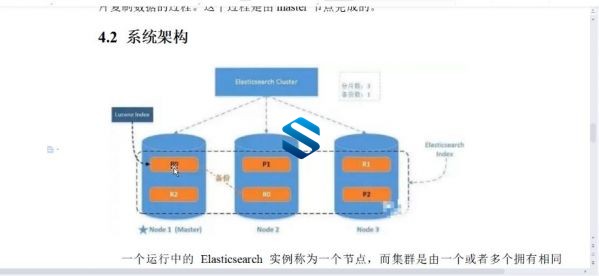 片复制数据的过程。这个过程是由 master 节点完成的。
4.2 系统架构
Elasticsearch Cluster
分片数：3
备份数：1
Lucene Index
P0
P1
R1
Elasticsearch
Index
备份
R2
R0
P2
Node 1 (Master)
Node 2
Node 3
一个运行中的 Elasticsearch 实例称为一个节点，而集群是由一个或者多个拥有相同